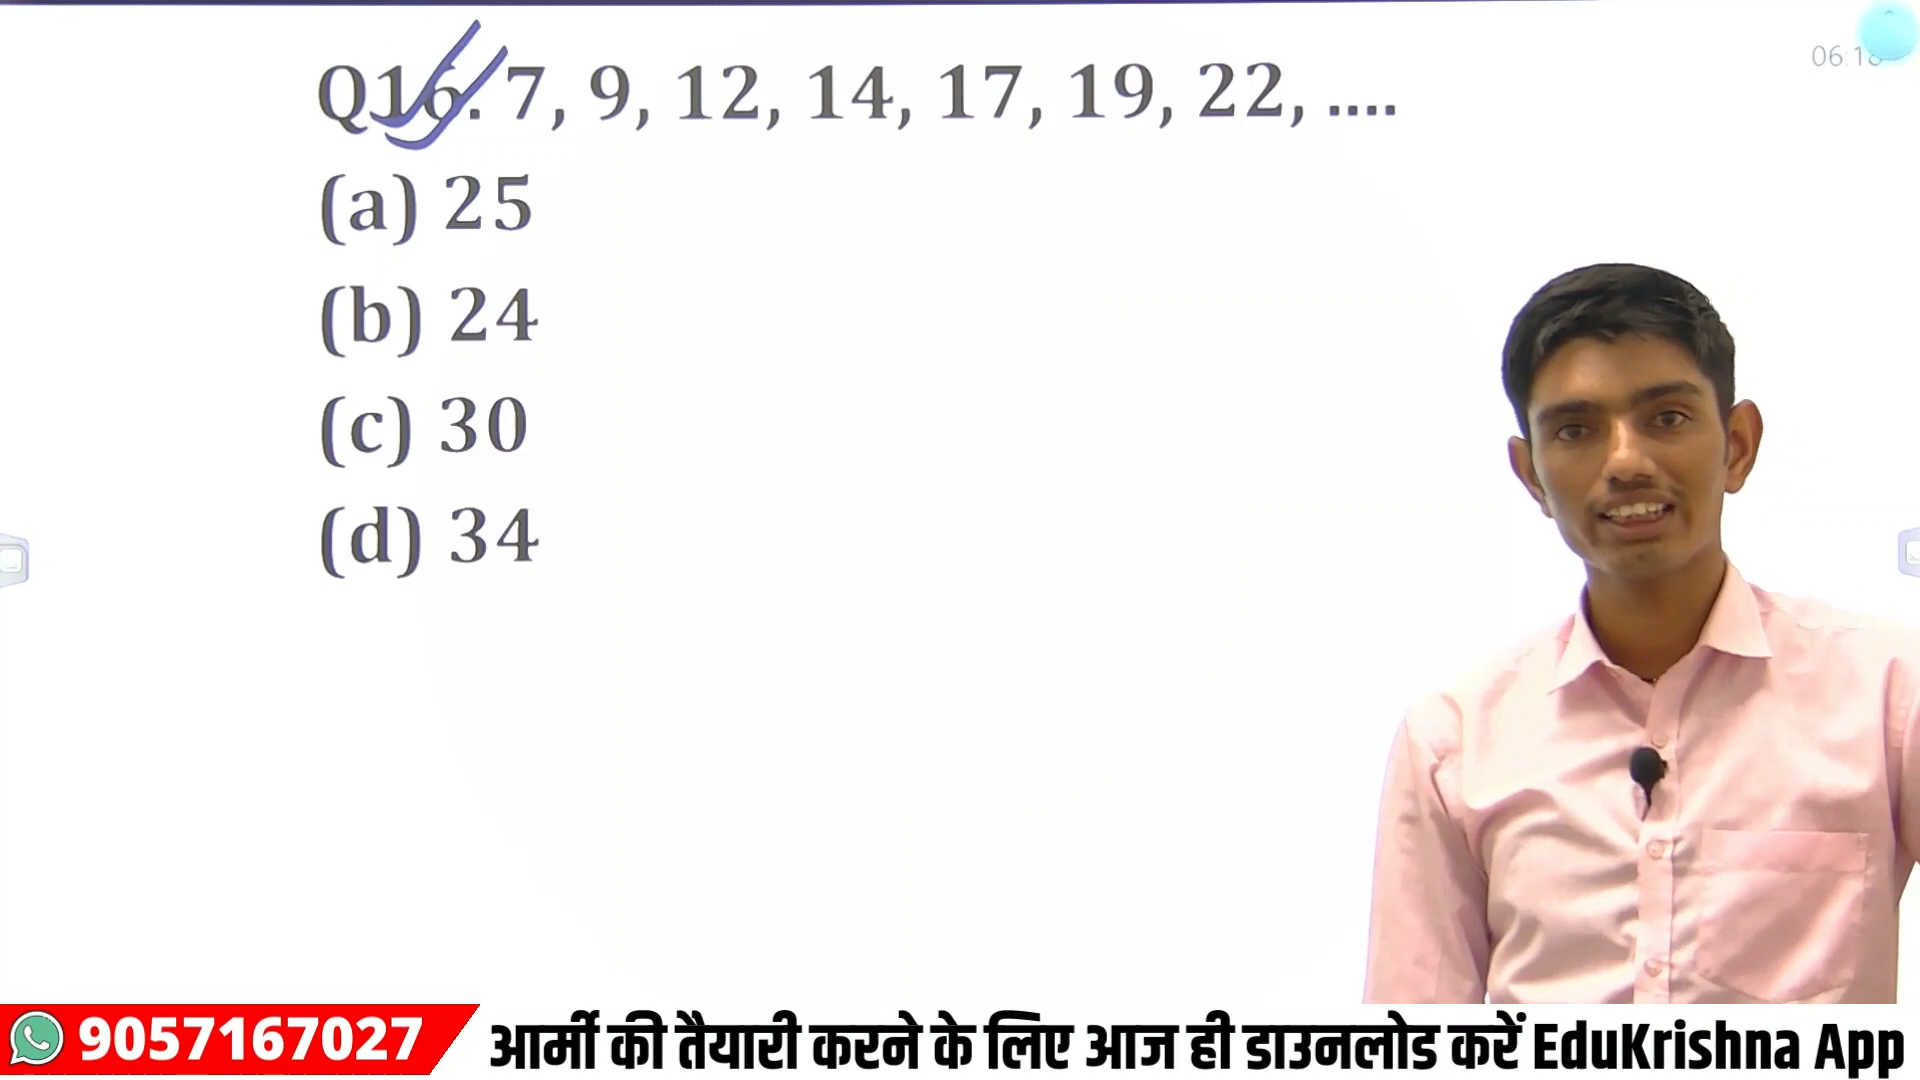 Q16. 7, 9, 12, 14, 17, 19, 22, ....
(a) 25
(b) 24
(c) 30
(d) 34
9057167027 आर्मी की तैयारी करने के लिए आज ही डाउनलोड करें EduKrishna App